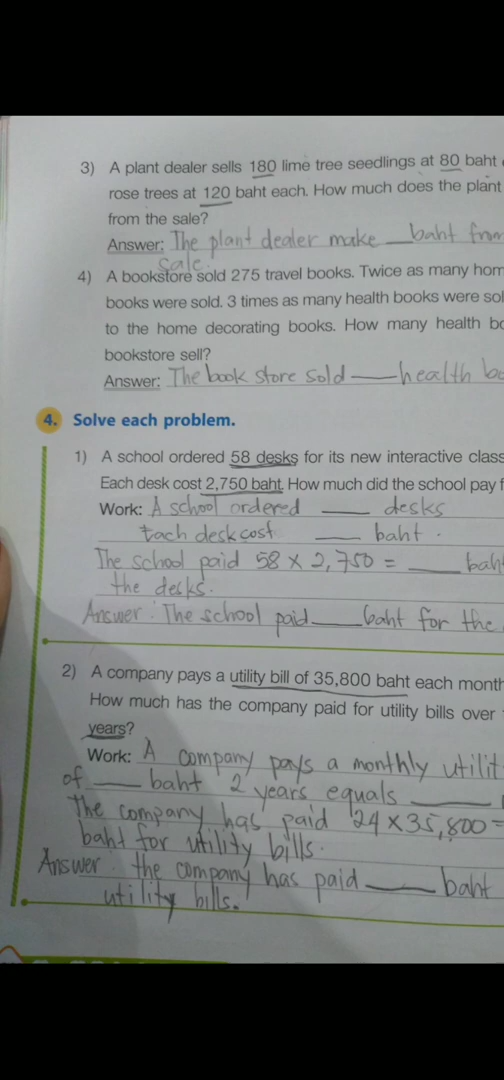 3) A plant dealer sells 180 lime tree seedlings at 80 baht
rose trees at 120 baht each. How much does the plant
from the sale?
Answer: The plant dealer make __ baht from
sale.
4) A bookstore sold 275 travel books. Twice as many hom
books were sold. 3 times as many health books were sol
to the home decorating books. How many health bo
bookstore sell?
Answer: The book store sold ___ health bo
4. Solve each problem.
1) A school ordered 58 desks for its new interactive class
Each desk cost 2,750 baht. How much did the school pay f
Work: A school ordered ___ desks
Each desk cost ___ baht.
The school paid 58 × 2,750 = ___ baht
the desks.
Answer: The school paid ___ baht for the
2) A company pays a utility bill of 35,800 baht each month
How much has the company paid for utility bills over
years?
Work: A company pays a monthly utilit
of ___ baht 2 years equals ___
The company has paid 24 × 35,800 =
baht for utility bills.
Answer. the company has paid ___ baht
utility bills.